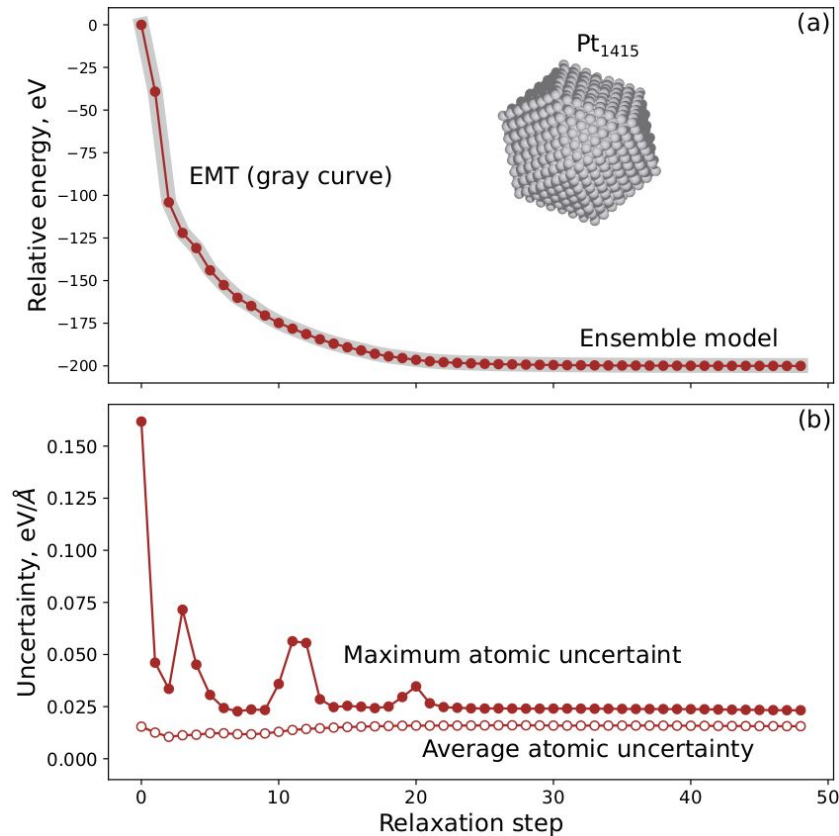 (a)
Pt1415
EMT (gray curve)
Ensemble model
Relative energy, eV
0
−25
−50
−75
−100
−125
−150
−175
−200
(b)
Maximum atomic uncertaint
Average atomic uncertainty
Uncertainty, eV/Å
0.150
0.125
0.100
0.075
0.050
0.025
0.000
0 10 20 30 40 50
Relaxation step